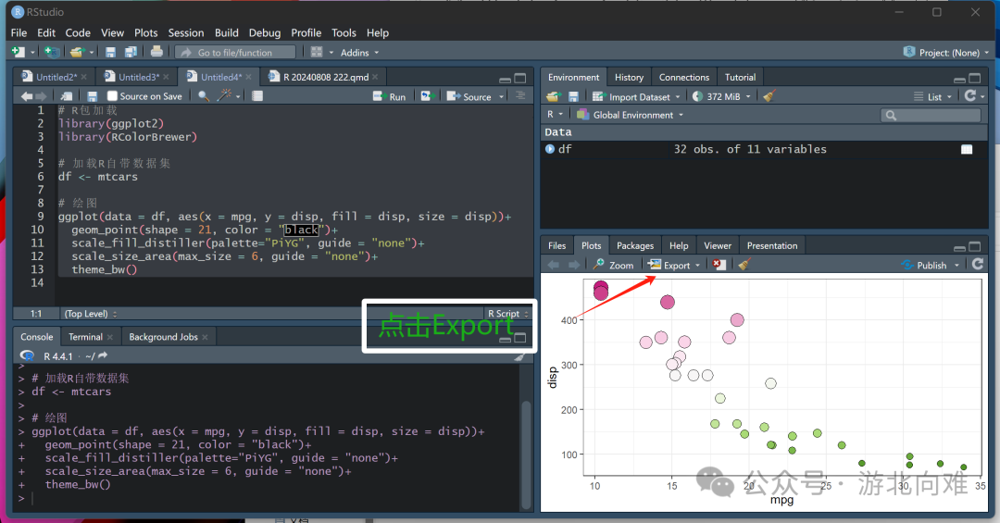 RStudio
File Edit Code View Plots Session Build Debug Profile Tools Help
Go to file/function
Addins
Project: (None)
Untitled2*
Untitled3*
Untitled4*
R 20240808 222.qmd
Source on Save
Run
Source
1 # R包加载
2 library(ggplot2)
3 library(RColorBrewer)
4
5 # 加载R自带数据集
6 df <- mtcars
7
8 # 绘图
9 ggplot(data = df, aes(x = mpg, y = disp, fill = disp, size = disp))+
10 geom_point(shape = 21, color = "black")+
11 scale_fill_distiller(palette="PiYG", guide = "none")+
12 scale_size_area(max_size = 6, guide = "none")+
13 theme_bw()
14
1:1 (Top Level) R Script
点击Export
Console Terminal Background Jobs
R 4.4.1 · ~/
>
> # 加载R自带数据集
> df <- mtcars
>
> # 绘图
> ggplot(data = df, aes(x = mpg, y = disp, fill = disp, size = disp))+
+ geom_point(shape = 21, color = "black")+
+ scale_fill_distiller(palette="PiYG", guide = "none")+
+ scale_size_area(max_size = 6, guide = "none")+
+ theme_bw()
>
Environment History Connections Tutorial
Import Dataset 372 MiB List
R Global Environment
Data
df 32 obs. of 11 variables
Files Plots Packages Help Viewer Presentation
Zoom Export Publish
400
300
200
100
disp
10 15 20 25 30 35
mpg
公众号 · 游北向难